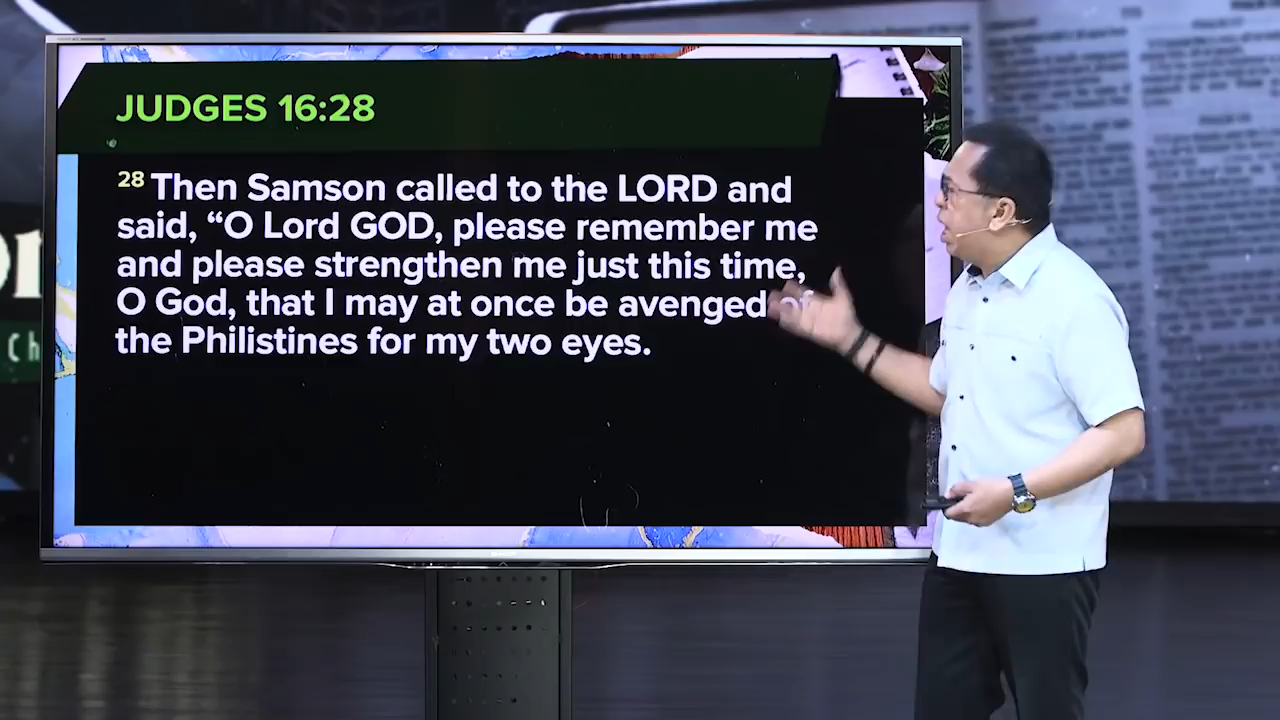 JUDGES 16:28
28 Then Samson called to the LORD and
said, “O Lord GOD, please remember me
and please strengthen me just this time,
O God, that I may at once be avenged of
the Philistines for my two eyes.